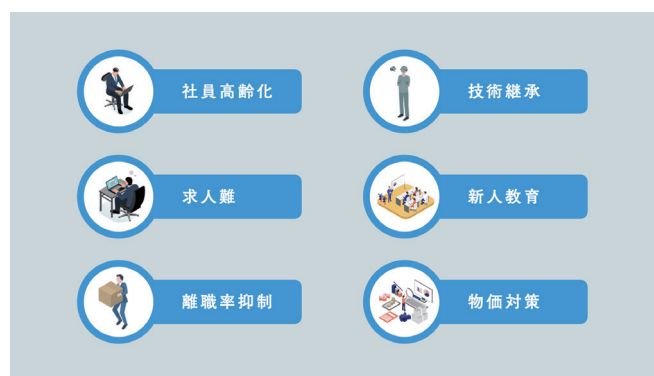 社員高齢化
技術継承
求人難
新人教育
離職率抑制
物価対策